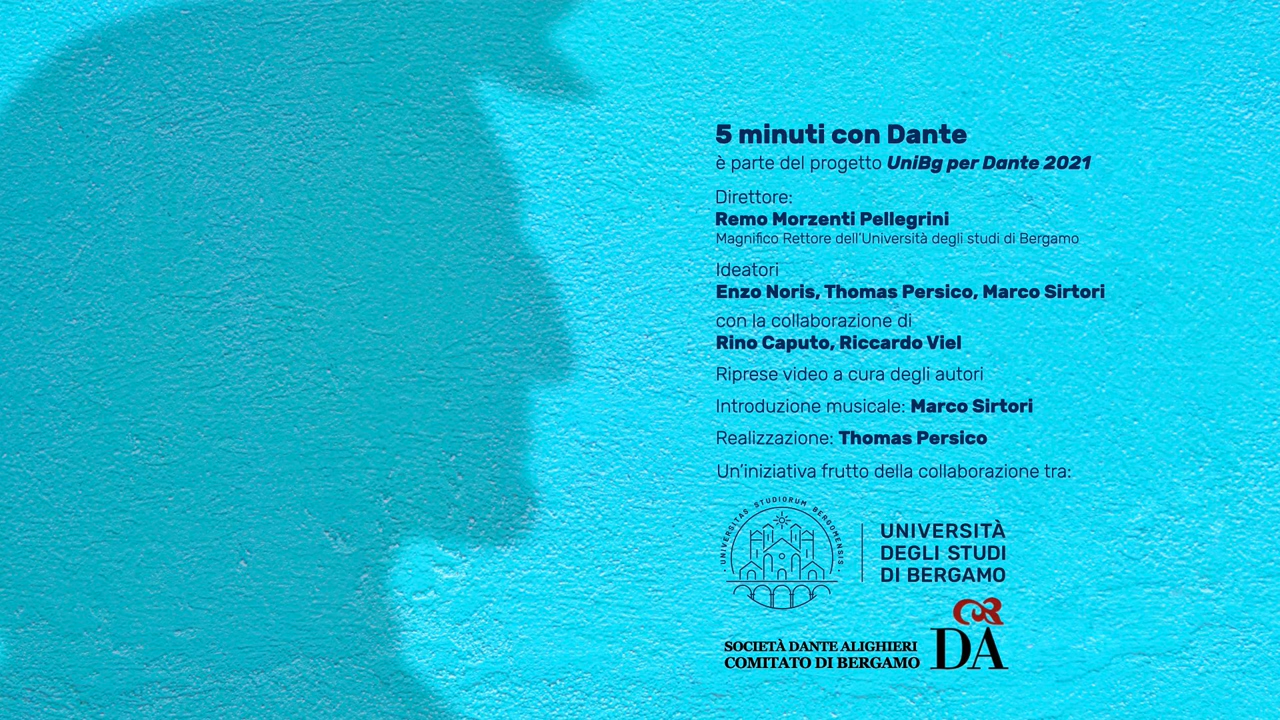 5 minuti con Dante
è parte del progetto UniBg per Dante 2021
Direttore:
Remo Morzenti Pellegrini
Magnifico Rettore dell'Università degli studi di Bergamo
Ideatori
Enzo Noris, Thomas Persico, Marco Sirtori
con la collaborazione di
Rino Caputo, Riccardo Viel
Riprese video a cura degli autori
Introduzione musicale: Marco Sirtori
Realizzazione: Thomas Persico
Un'iniziativa frutto della collaborazione tra:
· UNIVERSITAS STUDIORUM BERGOMENSIS ·
UNIVERSITÀ
DEGLI STUDI
DI BERGAMO
SOCIETÀ DANTE ALIGHIERI
COMITATO DI BERGAMO
DA